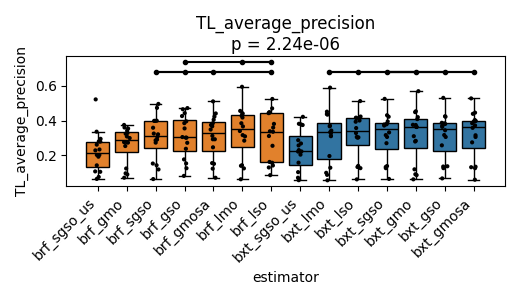 TL_average_precision
p = 2.24e-06
TL_average_precision
0.6
0.4
0.2
brf_sgso_us
brf_gmo
brf_sgso
brf_gso
brf_gmosa
brf_lmo
brf_lso
bxt_sgso_us
bxt_lmo
bxt_lso
bxt_sgso
bxt_gmo
bxt_gso
bxt_gmosa
estimator